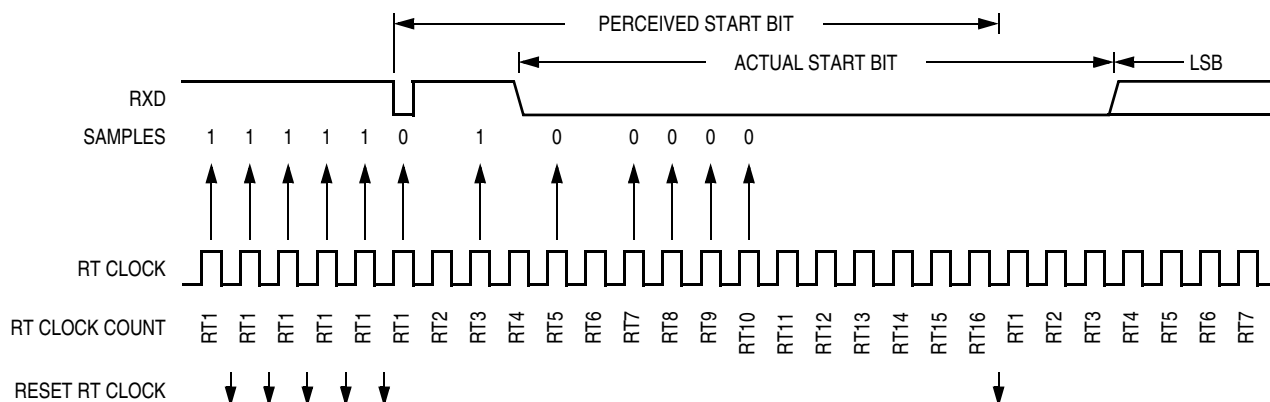 PERCEIVED START BIT
ACTUAL START BIT
LSB
RXD
SAMPLES 1 1 1 1 1 0 1 0 0 0 0 0
RT CLOCK
RT CLOCK COUNT RT1 RT1 RT1 RT1 RT1 RT1 RT2 RT3 RT4 RT5 RT6 RT7 RT8 RT9 RT10 RT11 RT12 RT13 RT14 RT15 RT16 RT1 RT2 RT3 RT4 RT5 RT6 RT7
RESET RT CLOCK